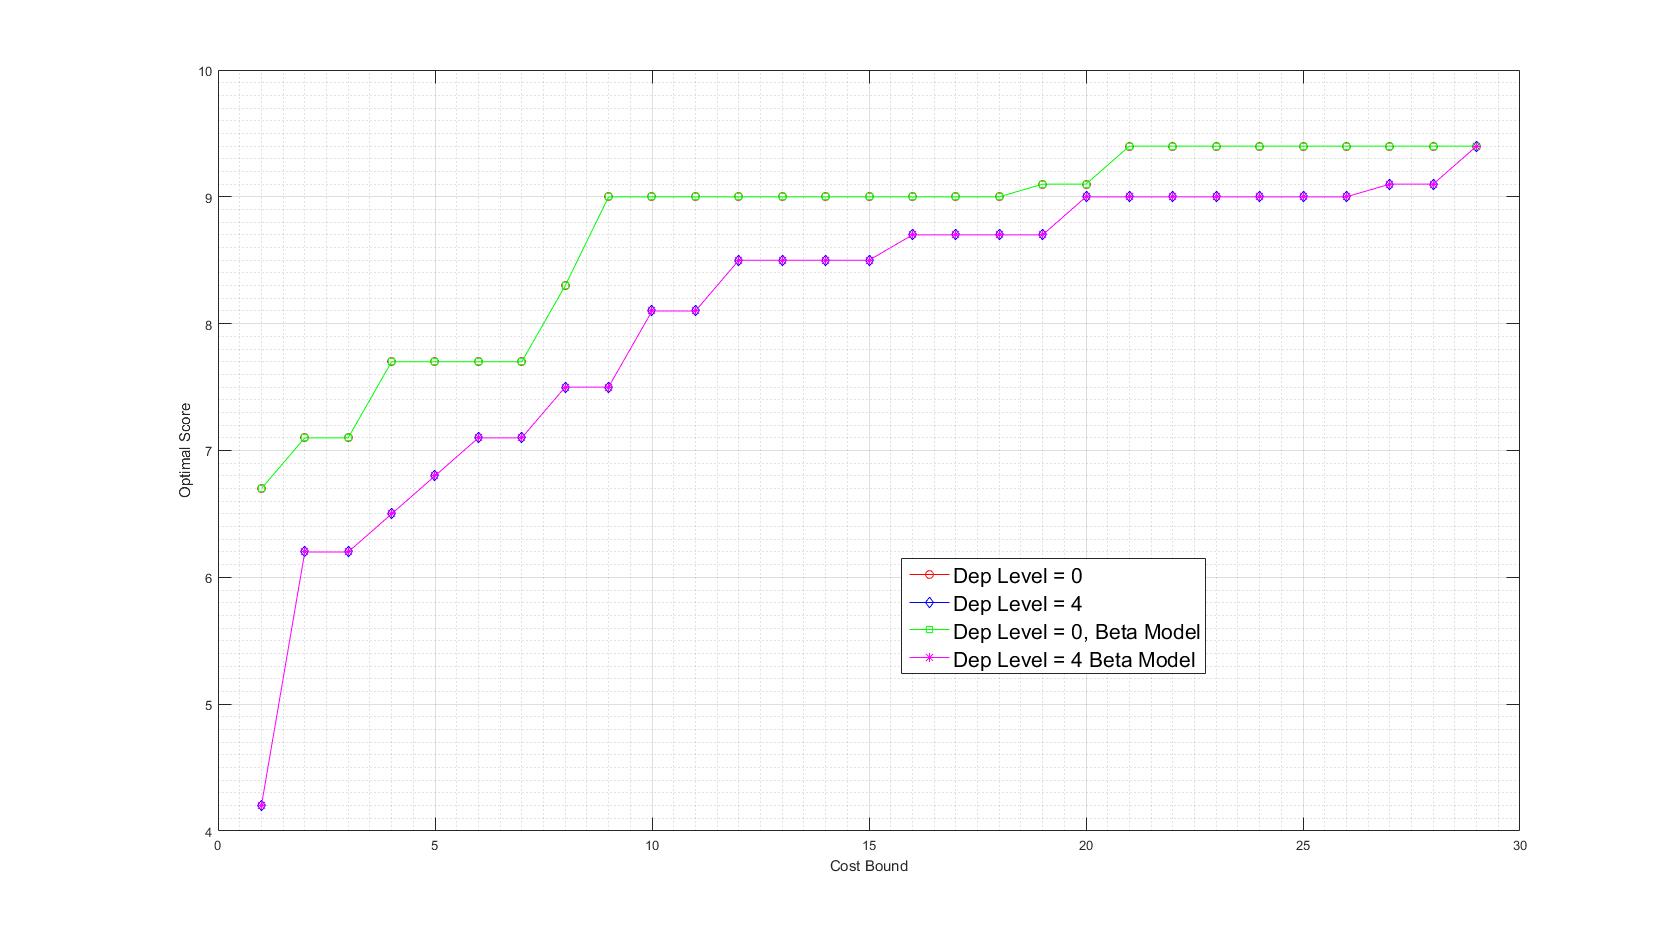 10
9
8
7
6
5
4
Optimal Score
0
5
10
15
20
25
30
Cost Bound
Dep Level = 0
Dep Level = 4
Dep Level = 0, Beta Model
Dep Level = 4 Beta Model